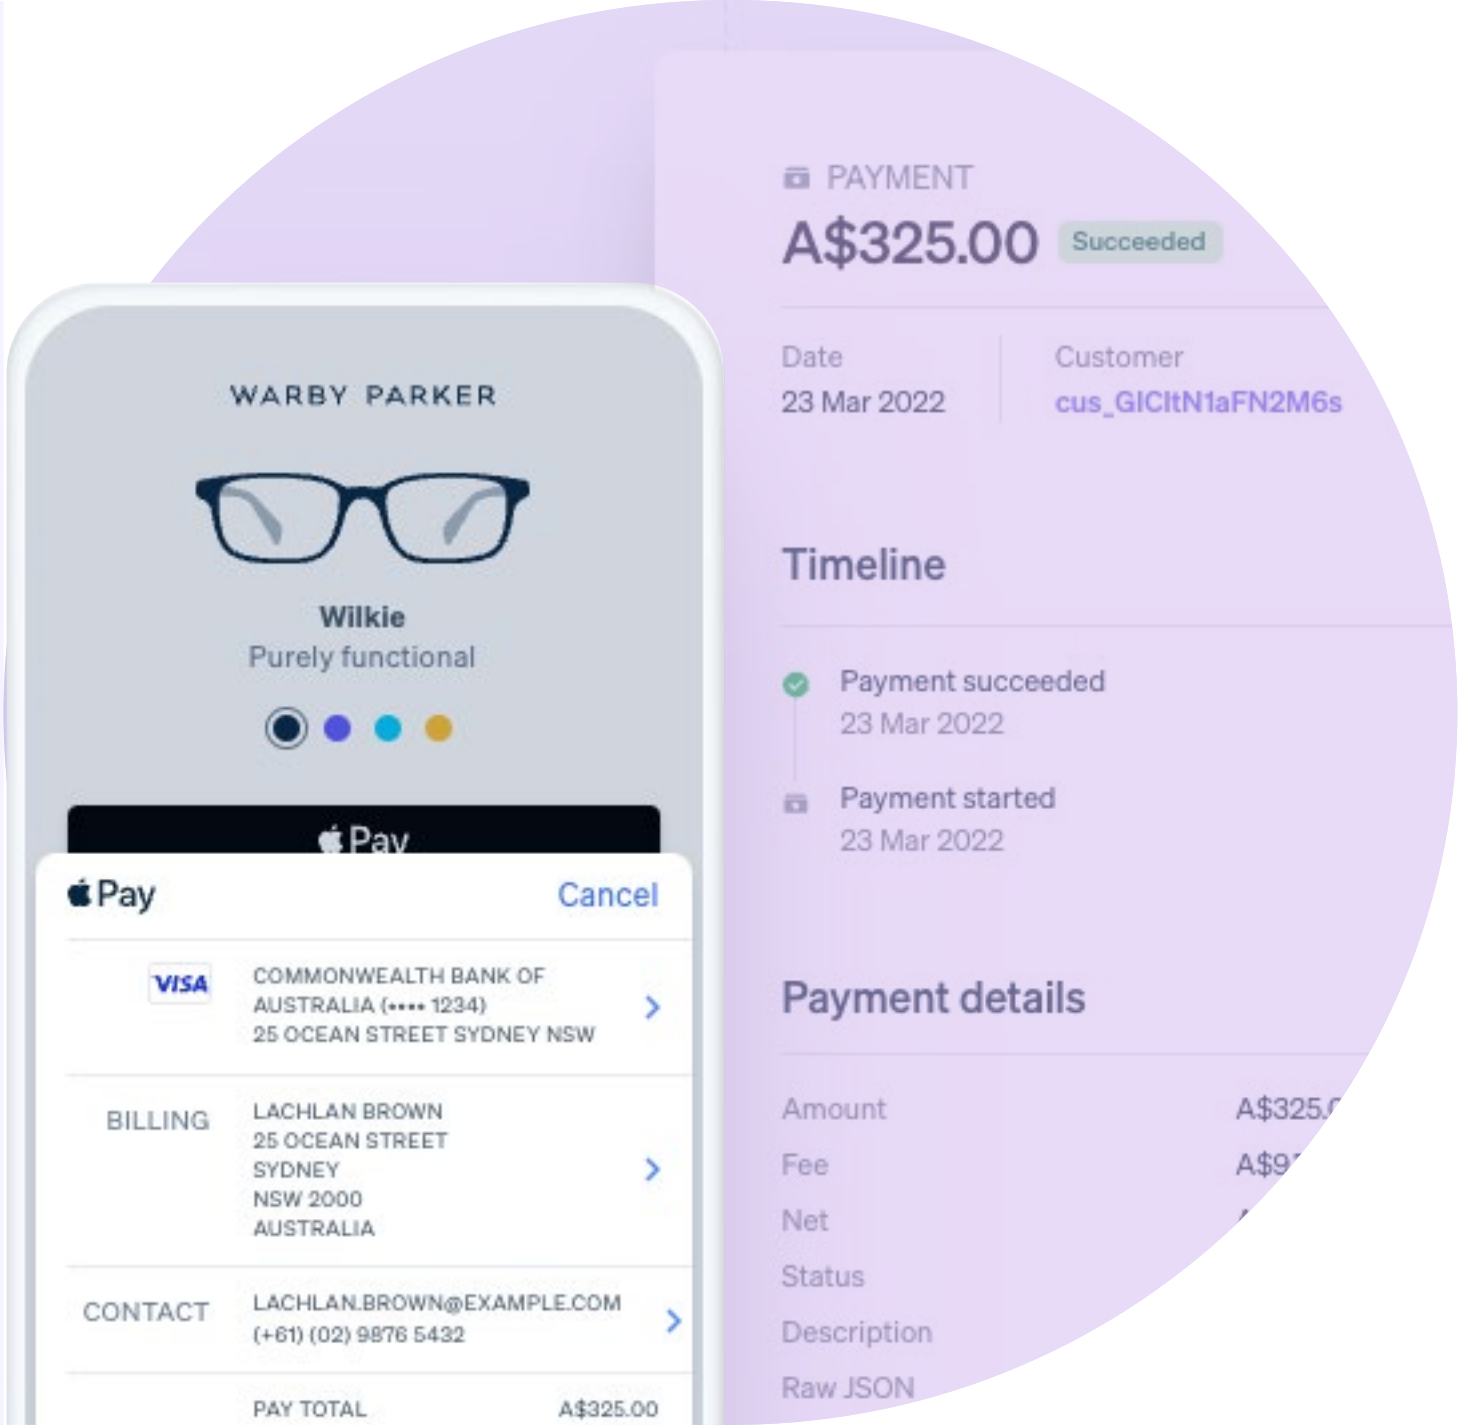 PAYMENT
A$325.00 Succeeded
Date
23 Mar 2022
Customer
cus_GICItN1aFN2M6s
Timeline
Payment succeeded
23 Mar 2022
Payment started
23 Mar 2022
Payment details
Amount A$325.0
Fee A$9
Net
Status
Description
Raw JSON
WARBY PARKER
Wilkie
Purely functional
Pay
Pay Cancel
VISA
COMMONWEALTH BANK OF
AUSTRALIA (•••• 1234)
25 OCEAN STREET SYDNEY NSW
BILLING
LACHLAN BROWN
25 OCEAN STREET
SYDNEY
NSW 2000
AUSTRALIA
CONTACT
LACHLAN.BROWN@EXAMPLE.COM
(+61) (02) 9876 5432
PAY TOTAL A$325.00